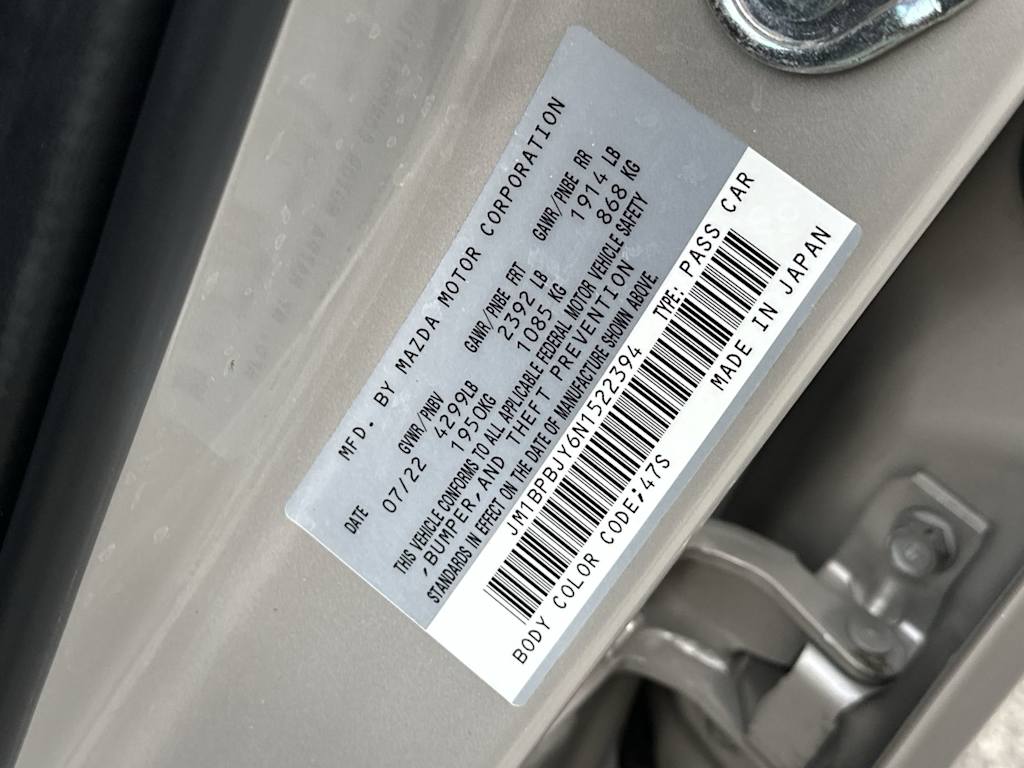 MFD. BY MAZDA MOTOR CORPORATION
DATE GVWR/PNBV GAWR/PNBE FRT GAWR/PNBE RR
07/22 4299LB 2392 LB 1914 LB
1950KG 1085 KG 868 KG
THIS VEHICLE CONFORMS TO ALL APPLICABLE FEDERAL MOTOR VEHICLE SAFETY
,BUMPER,AND THEFT PREVENTION
STANDARDS IN EFFECT ON THE DATE OF MANUFACTURE SHOWN ABOVE.
JM1BPBJY6N1522394 TYPE: PASS CAR
BODY COLOR CODE;47S MADE IN JAPAN